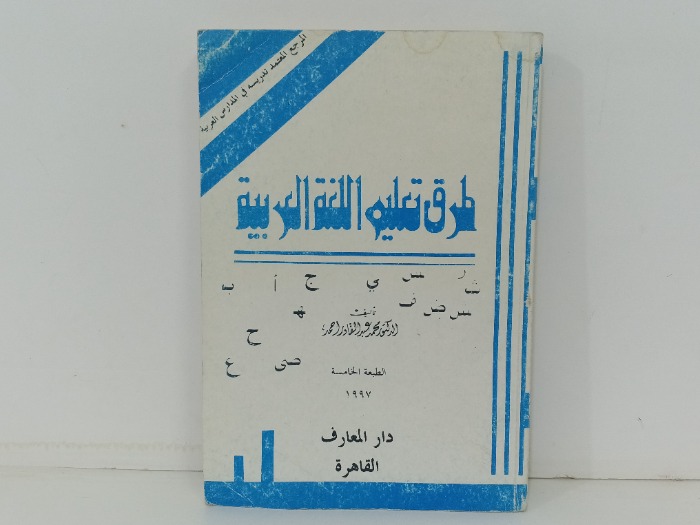 المرجع المعتمد تدريسه في المدارس العربية
طرق تعليم اللغة العربية
ر س ي ج أ ب
ث س ض ف
تأليف
الدكتور محمد عبد القادر أحمد
ح
ص ع
الطبعة الخامسة
١٩٩٧
دار المعارف
القاهرة